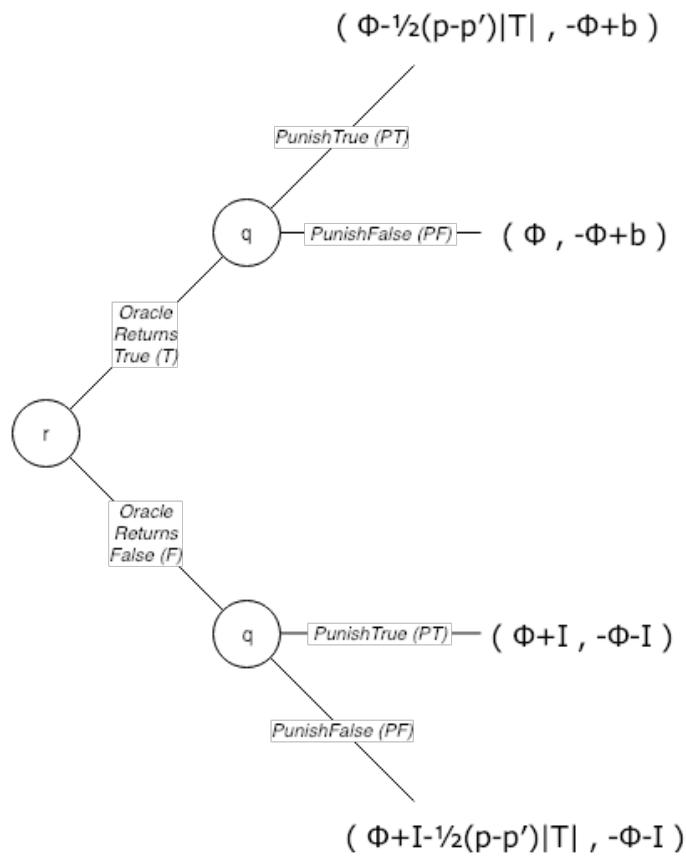 ( Φ-½(p-p′)|T| , -Φ+b )
PunishTrue (PT)
q
PunishFalse (PF)
( Φ , -Φ+b )
Oracle
Returns
True (T)
r
Oracle
Returns
False (F)
q
PunishTrue (PT)
( Φ+I , -Φ-I )
PunishFalse (PF)
( Φ+I-½(p-p′)|T| , -Φ-I )